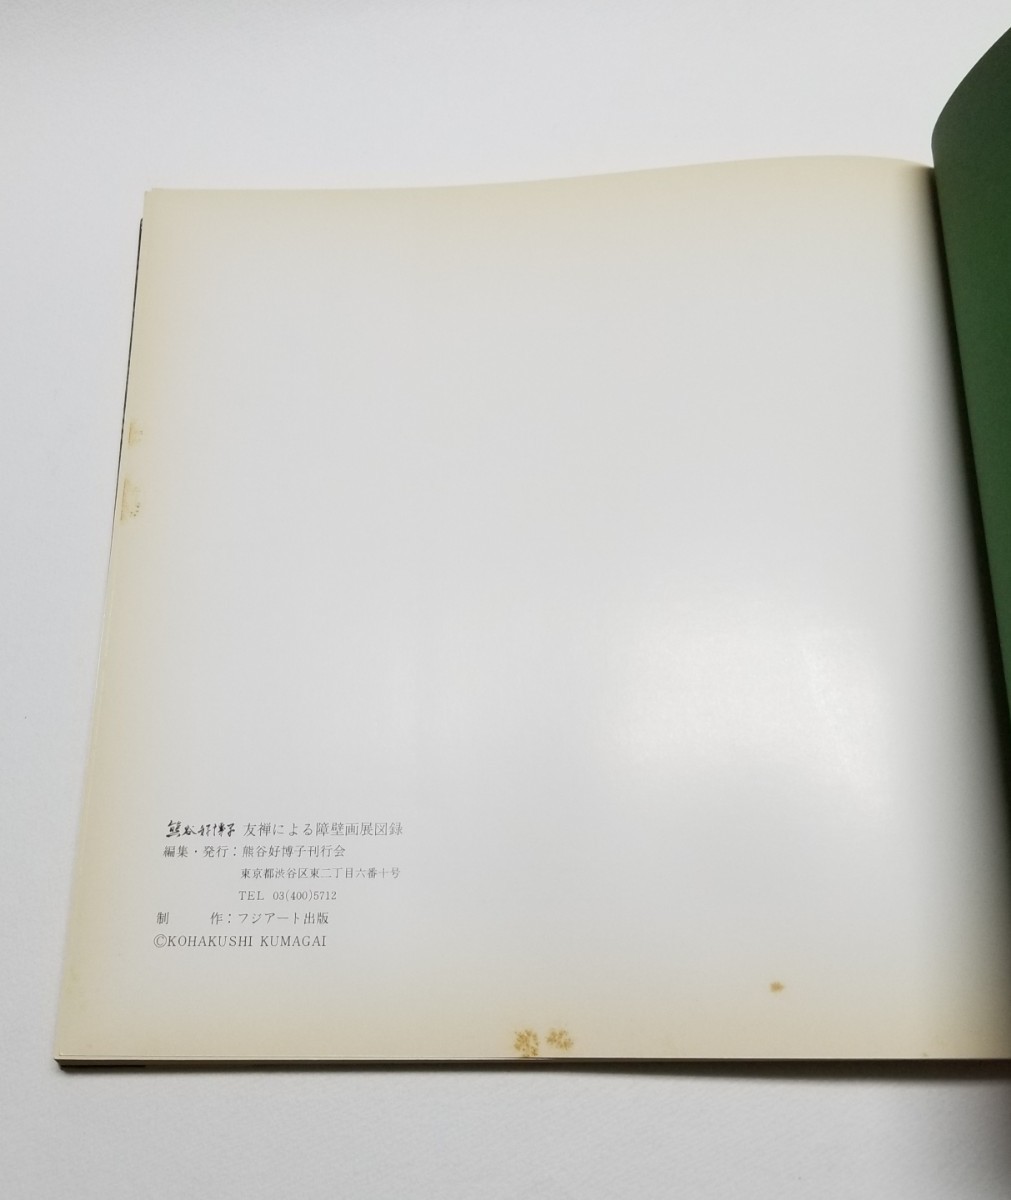 熊谷好博子 友禅による障壁画展図録
編集・発行：熊谷好博子刊行会
東京都渋谷区東二丁目六番十号
TEL 03(400)5712
制 作：フジアート出版
©KOHAKUSHI KUMAGAI